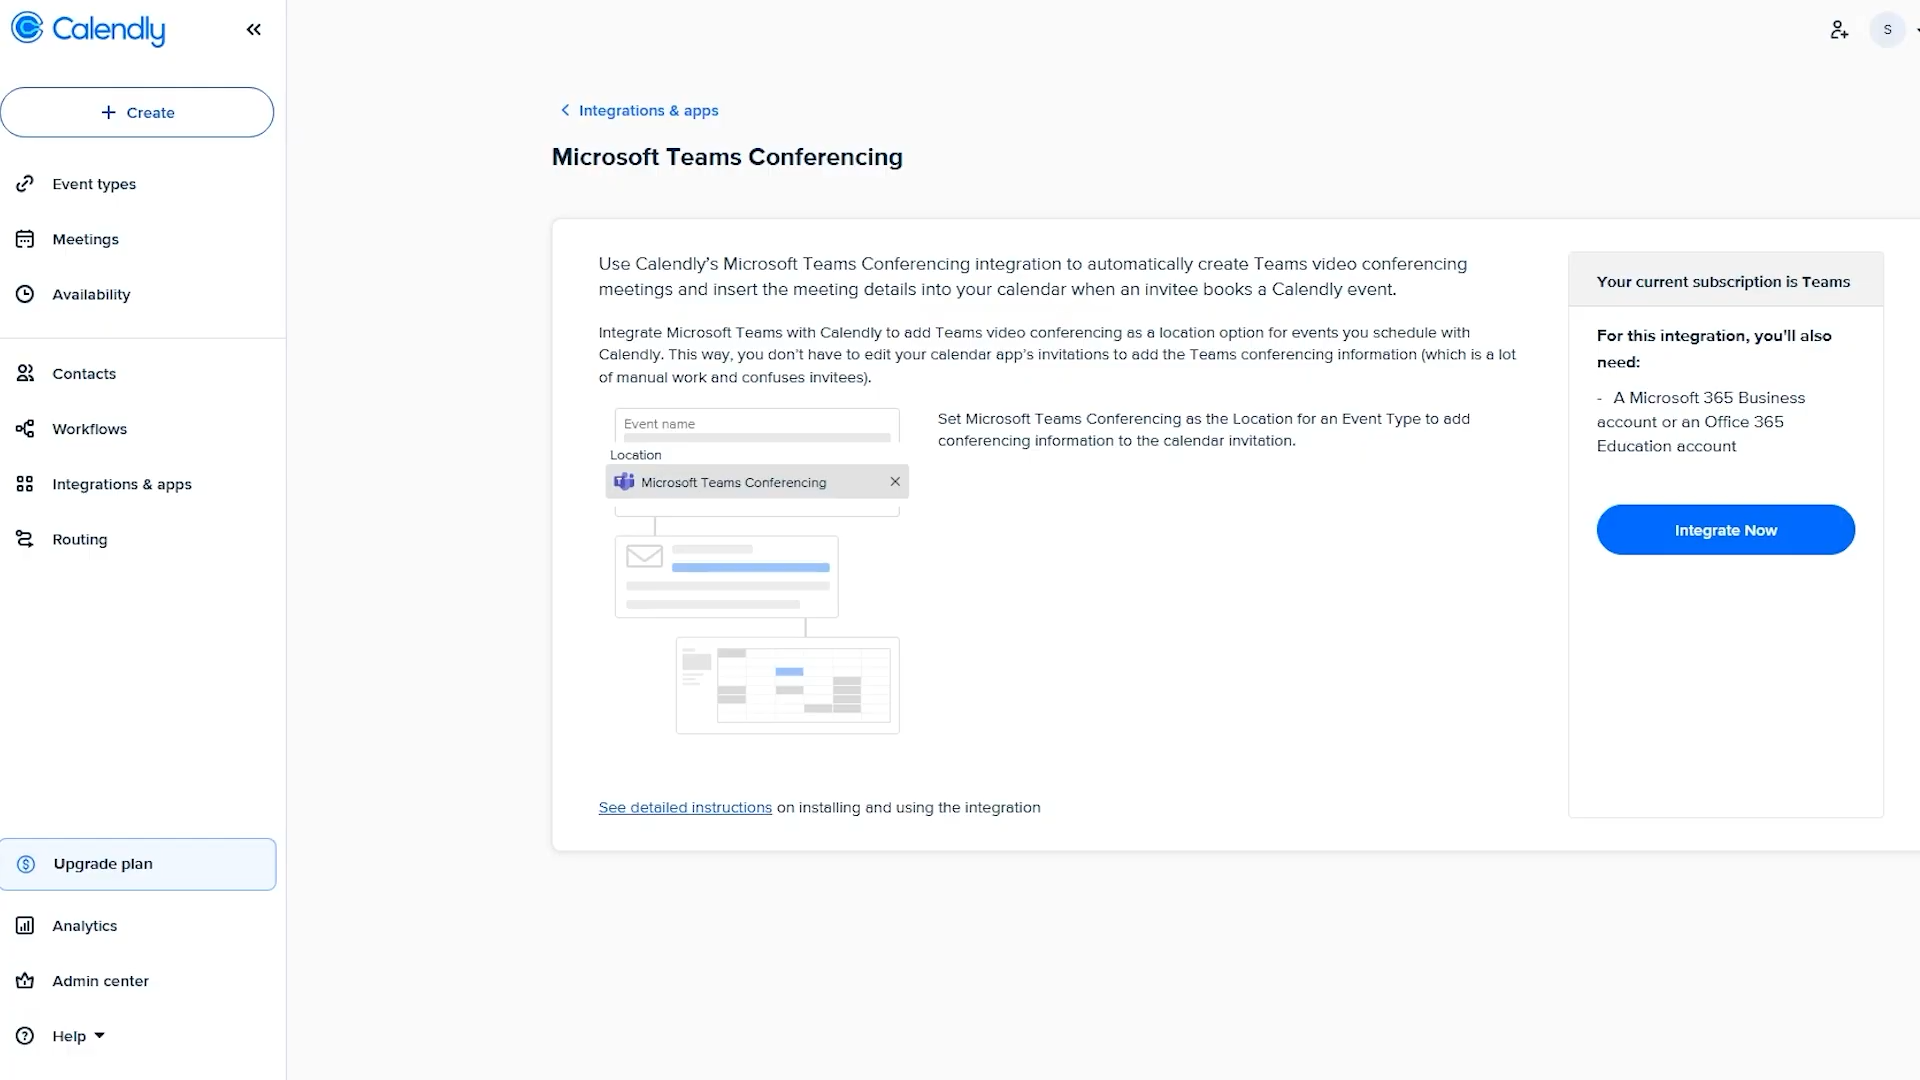 Calendly
Create
Event types
Meetings
Availability
Contacts
Workflows
Integrations & apps
Routing
Upgrade plan
Analytics
Admin center
Help
S
Integrations & apps
Microsoft Teams Conferencing
Use Calendly’s Microsoft Teams Conferencing integration to automatically create Teams video conferencing
meetings and insert the meeting details into your calendar when an invitee books a Calendly event.
Integrate Microsoft Teams with Calendly to add Teams video conferencing as a location option for events you schedule with
Calendly. This way, you don’t have to edit your calendar app’s invitations to add the Teams conferencing information (which is a lot
of manual work and confuses invitees).
Event name
Location
Microsoft Teams Conferencing
Set Microsoft Teams Conferencing as the Location for an Event Type to add
conferencing information to the calendar invitation.
See detailed instructions on installing and using the integration
Your current subscription is Teams
For this integration, you'll also
need:
- A Microsoft 365 Business
account or an Office 365
Education account
Integrate Now